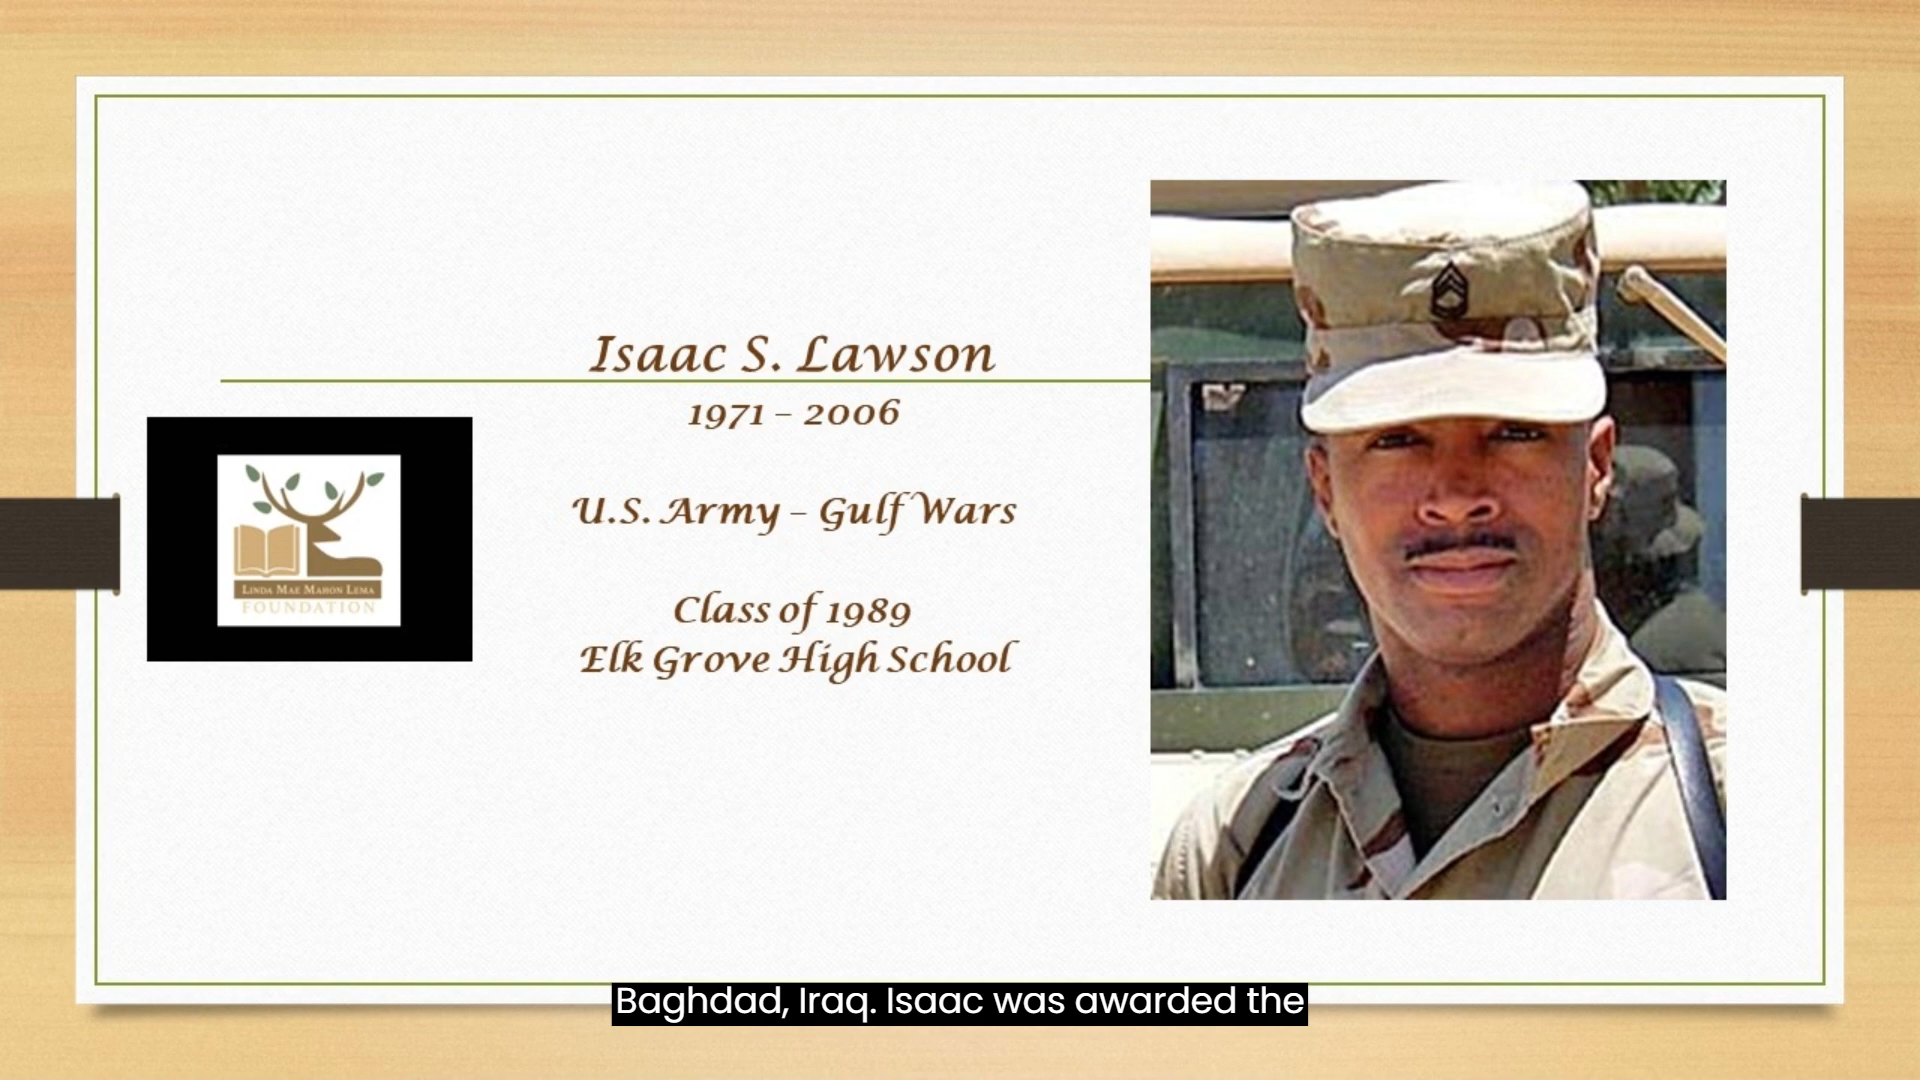 Isaac S. Lawson
1971 – 2006
U.S. Army – Gulf Wars
Class of 1989
Elk Grove High School
LINDA MAE MAHON LEMA
FOUNDATION
Baghdad, Iraq. Isaac was awarded the